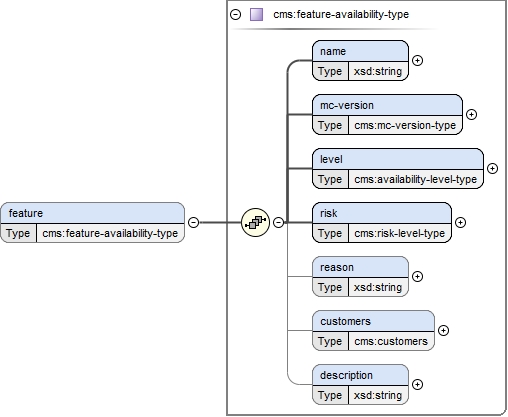 cms:feature-availability-type
name
Type xsd:string
mc-version
Type cms:mc-version-type
level
Type cms:availability-level-type
feature
Type cms:feature-availability-type
risk
Type cms:risk-level-type
reason
Type xsd:string
customers
Type cms:customers
description
Type xsd:string